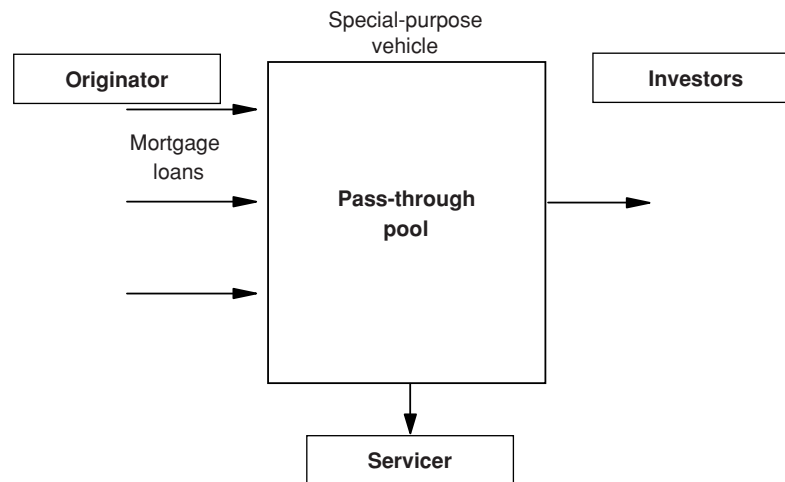 Special-purpose
vehicle
Originator
Investors
Mortgage
loans
Pass-through
pool
Servicer